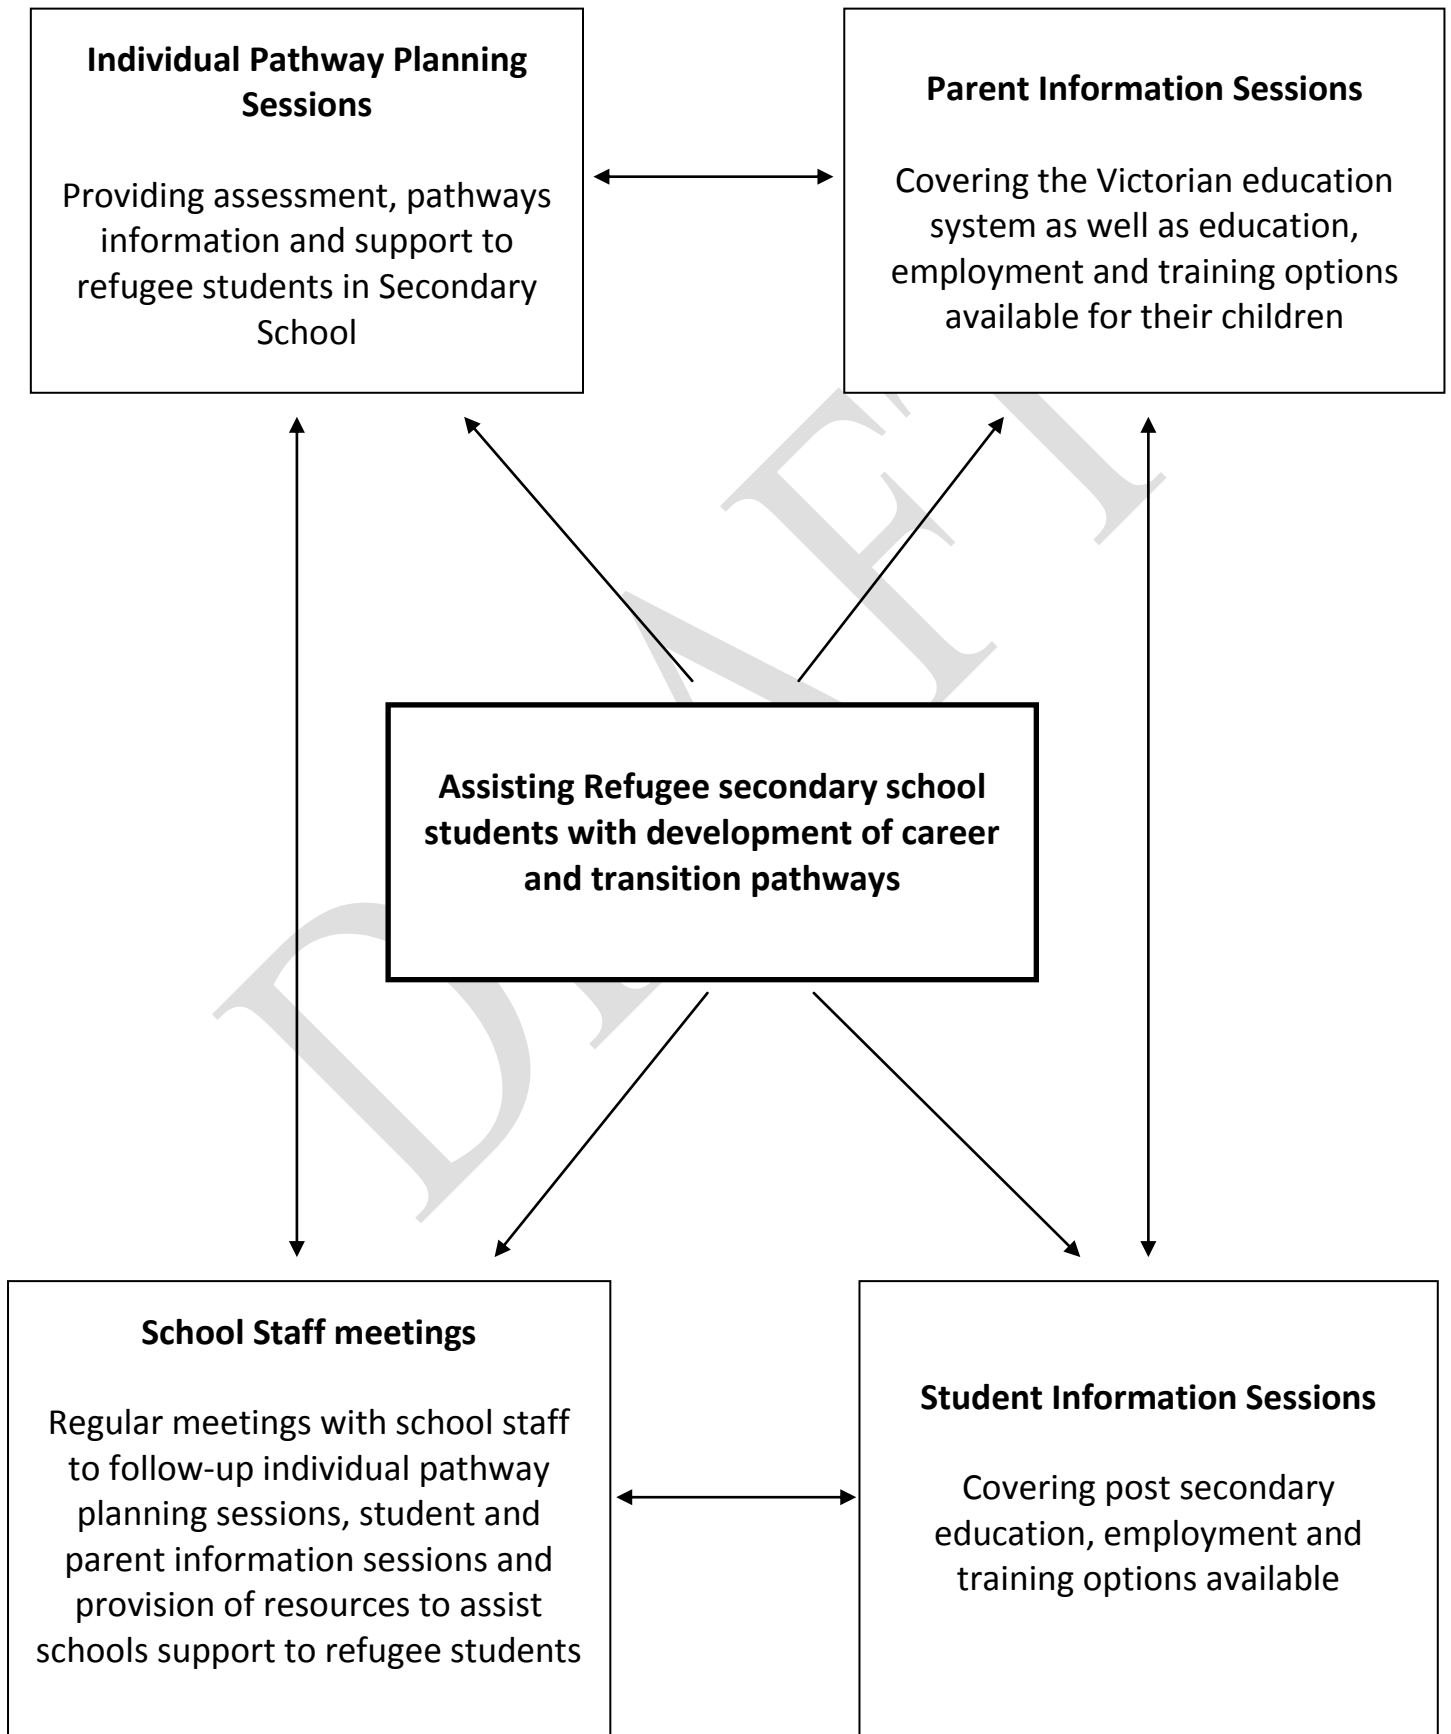 Individual Pathway Planning
Sessions
Providing assessment, pathways
information and support to
refugee students in Secondary
School
Parent Information Sessions
Covering the Victorian education
system as well as education,
employment and training options
available for their children
Assisting Refugee secondary school
students with development of career
and transition pathways
School Staff meetings
Regular meetings with school staff
to follow-up individual pathway
planning sessions, student and
parent information sessions and
provision of resources to assist
schools support to refugee students
Student Information Sessions
Covering post secondary
education, employment and
training options available
DRAFT